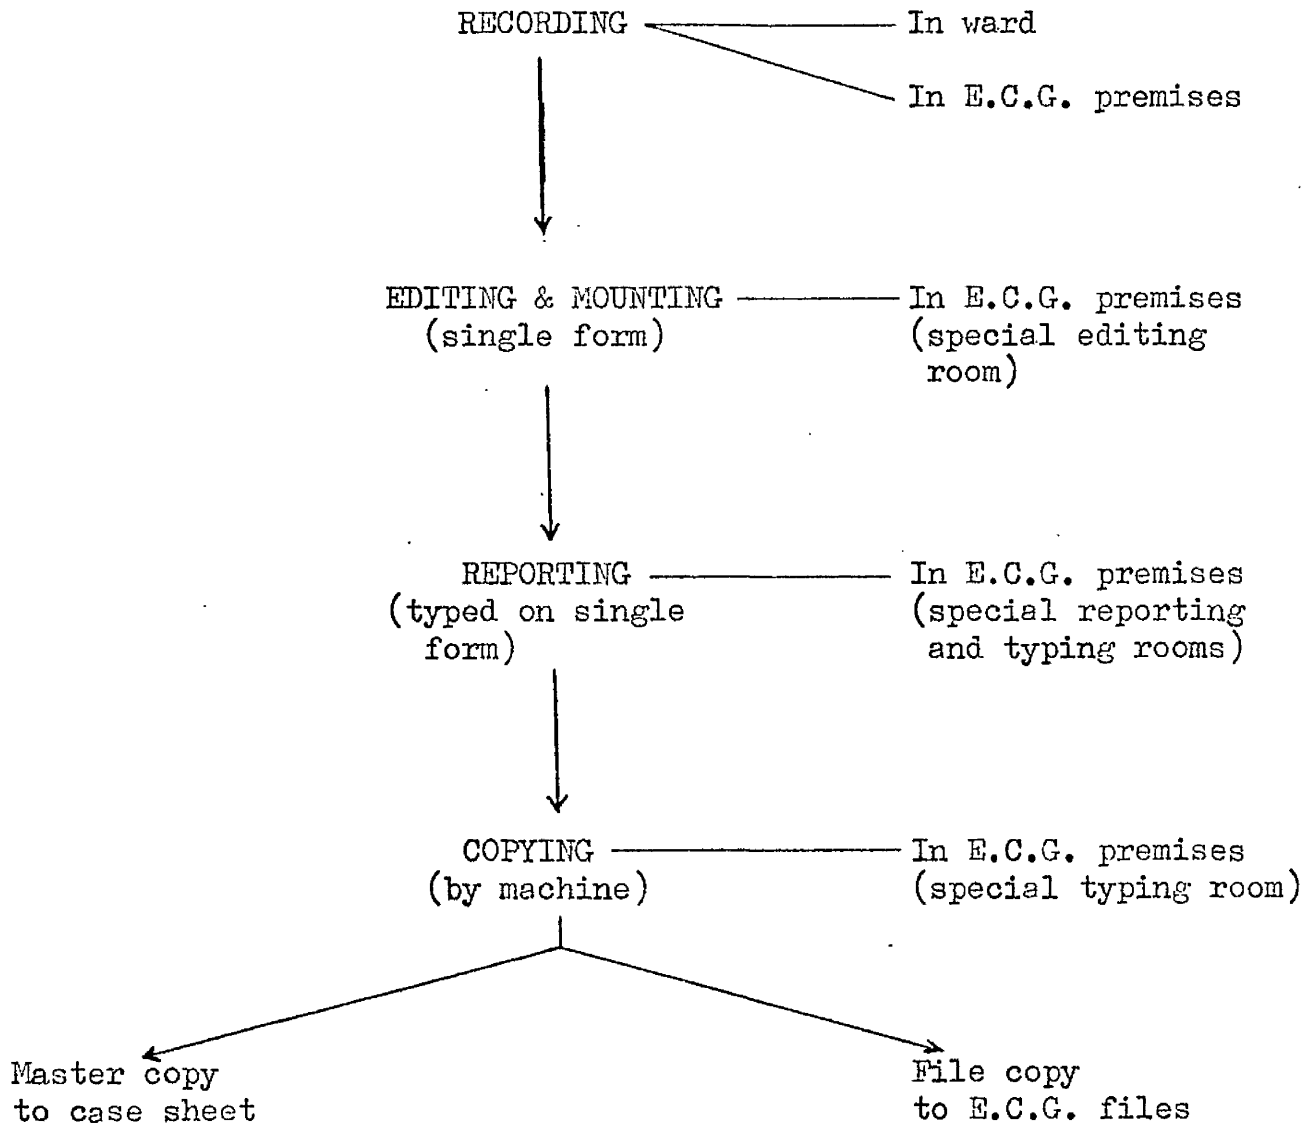 RECORDING
In ward
In E.C.G. premises
EDITING & MOUNTING
(single form)
In E.C.G. premises
(special editing
room)
REPORTING
(typed on single
form)
In E.C.G. premises
(special reporting
and typing rooms)
COPYING
(by machine)
In E.C.G. premises
(special typing room)
Master copy
to case sheet
File copy
to E.C.G. files